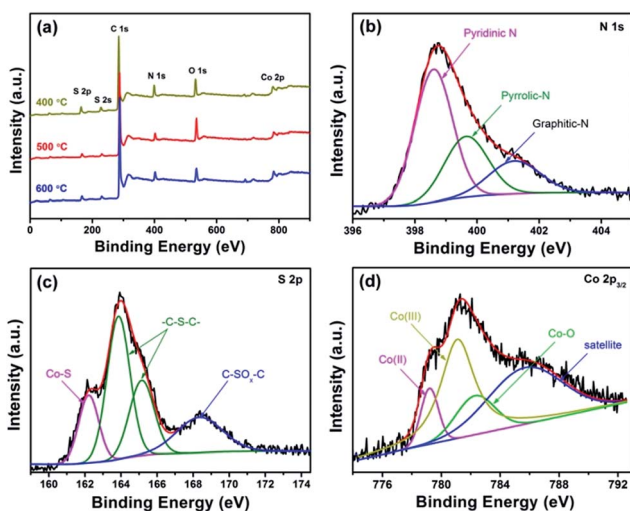 (a)
C 1s
S 2p
S 2s
N 1s
O 1s
Co 2p
400 °C
500 °C
600 °C
Intensity (a.u.)
0 200 400 600 800
Binding Energy (eV)
(b)
N 1s
Pyridinic N
Pyrrolic-N
Graphitic-N
Intensity (a.u.)
396 398 400 402 404
Binding Energy (eV)
(c)
S 2p
-C-S-C-
Co-S
C-SOx-C
Intensity (a.u.)
160 162 164 166 168 170 172 174
Binding Energy (eV)
(d)
Co 2p3/2
Co(III)
Co-O
satellite
Co(II)
Intensity (a.u.)
776 780 784 788 792
Binding Energy (eV)